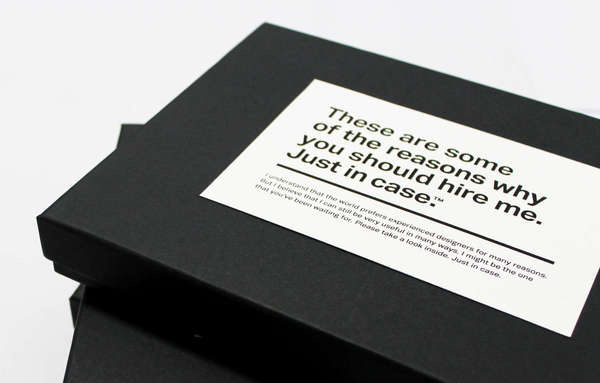 These are some
of the reasons why
you should hire me.
Just in case.™
I understand that the world prefers experienced designers for many reasons.
But I believe that I can still be very useful in many ways. I might be the one
that you've been waiting for. Please take a look inside. Just in case.